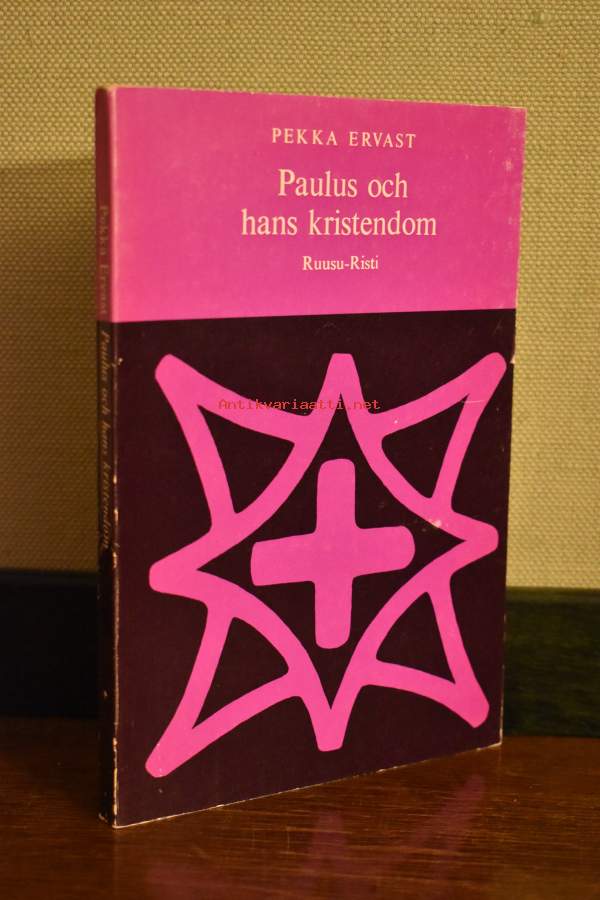 PEKKA ERVAST
Paulus och
hans kristendom
Ruusu-Risti
Pekka Ervast Paulus och hans kristendom
Antikvariaatti.net